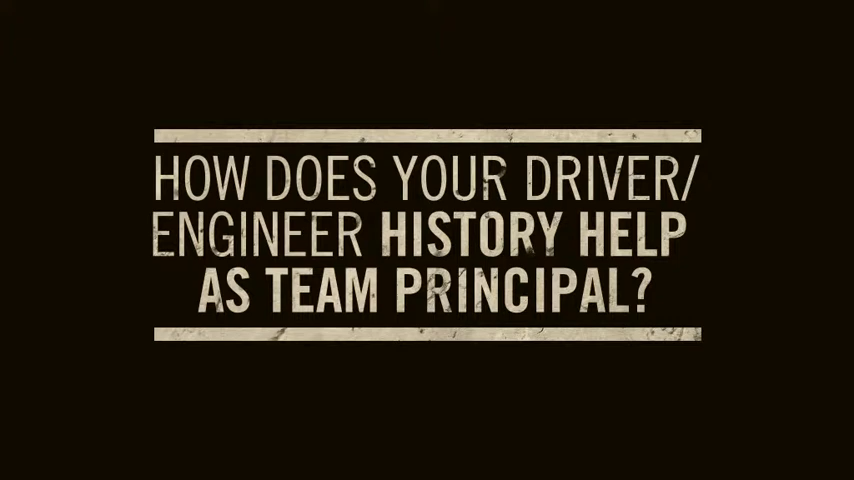 HOW DOES YOUR DRIVER/
ENGINEER HISTORY HELP
AS TEAM PRINCIPAL?